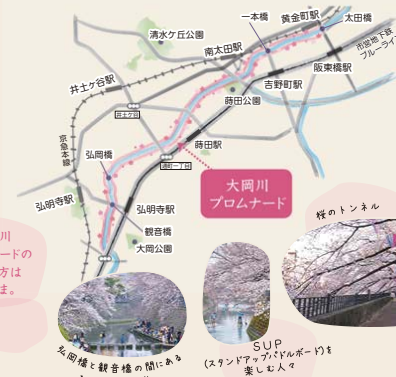 一本橋
黄金町駅
太田橋
清水ケ丘公園
南太田駅
市営地下鉄
ブルーライ
阪東橋駅
井土ケ谷駅
吉野町駅
蒔田公園
井土ケ谷
京急本線
蒔田駅
弘岡橋
通町一丁目
大岡川
プロムナード
弘明寺駅
弘明寺駅
観音橋
大岡公園
桜のトンネル
川
ードの
方は
ま。
弘岡橋と観音橋の間にある
SUP
(スタンドアップパドルボード)を
楽しむ人々